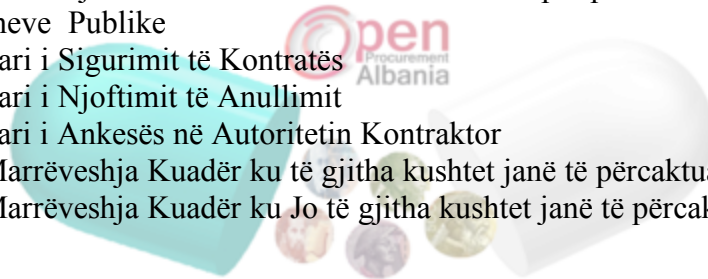 neve Publike
ari i Sigurimit të Kontratës
Open
Procurement
Albania
ari i Njoftimit të Anullimit
ari i Ankesës në Autoritetin Kontraktor
Marrëveshja Kuadër ku të gjitha kushtet janë të përcaktua
Marrëveshja Kuadër ku Jo të gjitha kushtet janë të përcak